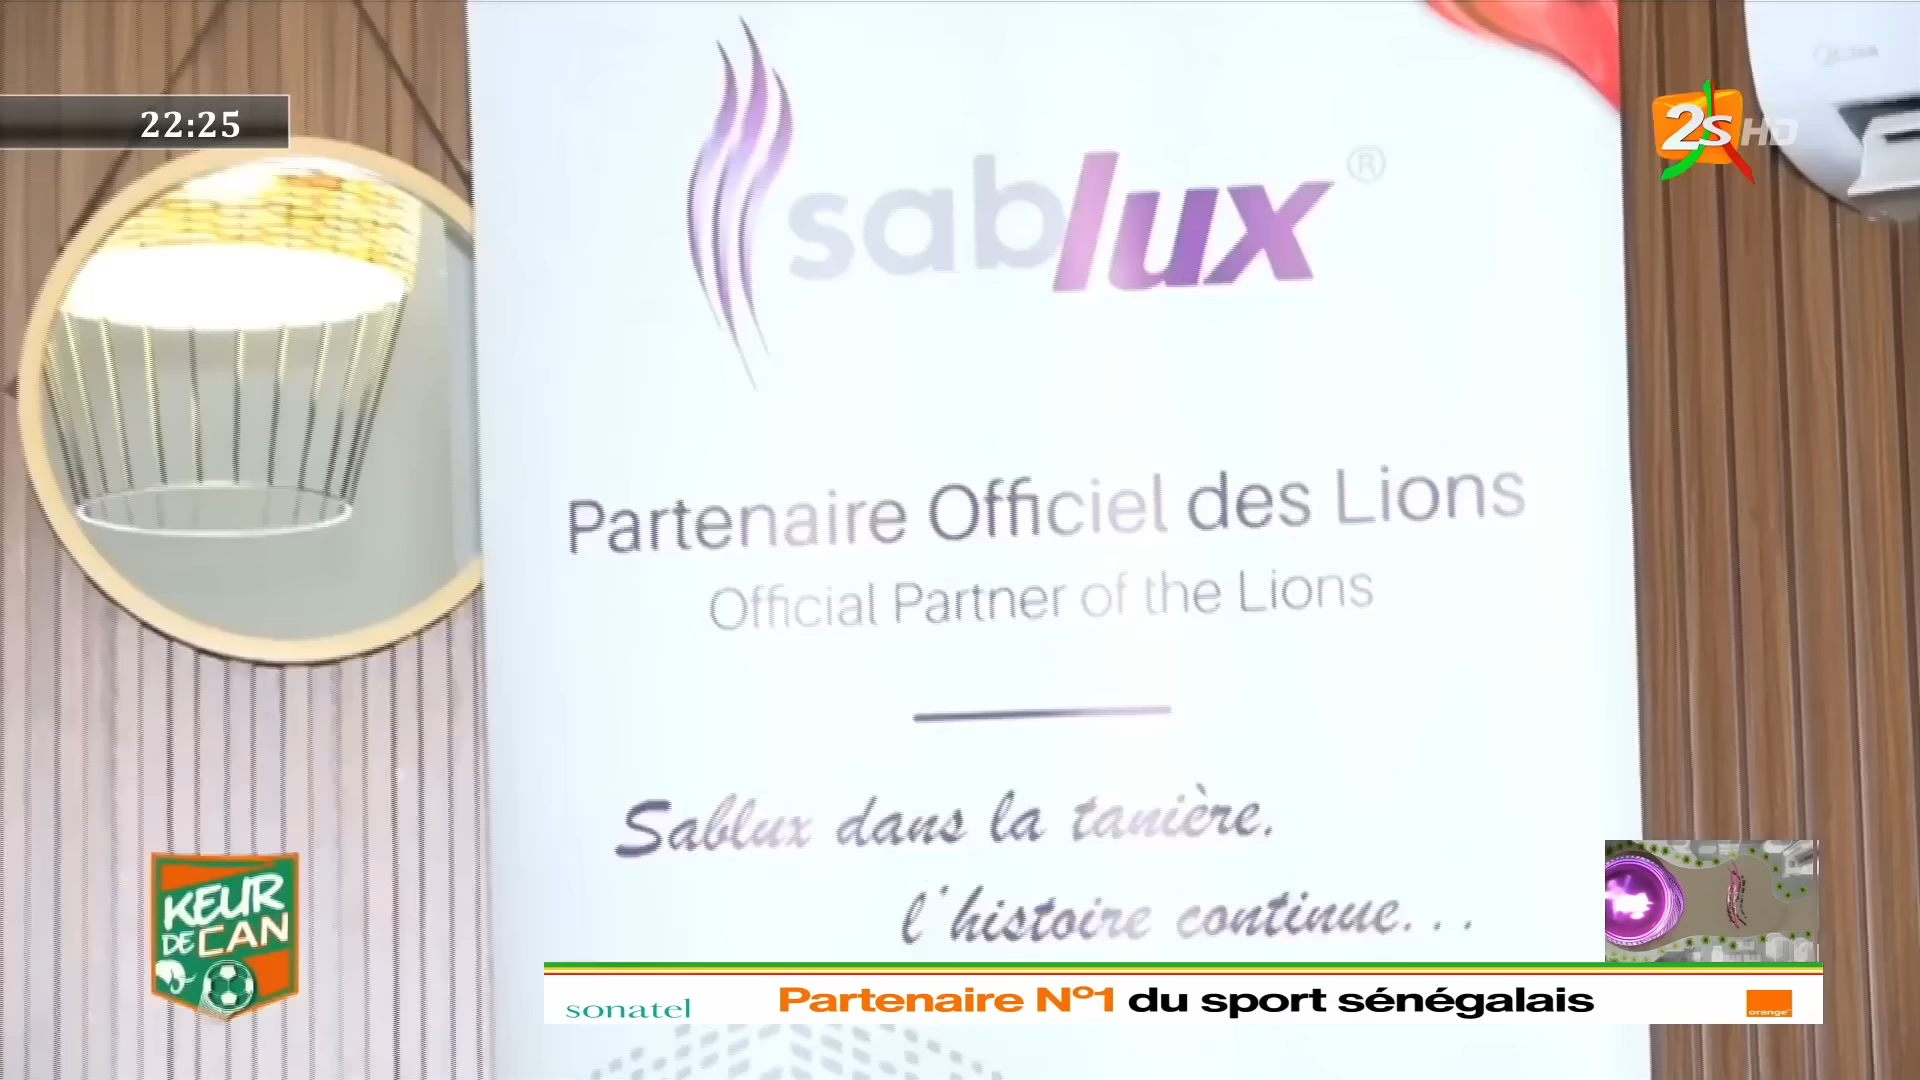 22:25
2s HD
sablux ®
Partenaire Officiel des Lions
Official Partner of the Lions
Sablux dans la tanière.
l'histoire continue...
KEUR
DE CAN
sonatel
Partenaire Nº1 du sport sénégalais
orange